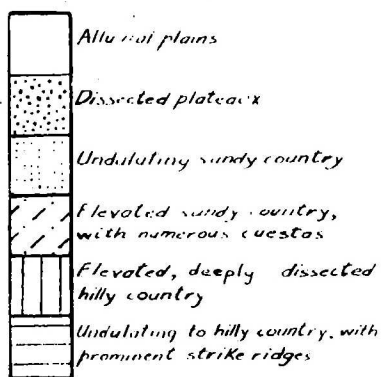 Alluvial plains
Dissected plateaux
Undulating sandy country
Elevated sandy country,
with numerous cuestas
Elevated, deeply dissected
hilly country
Undulating to hilly country, with
prominent strike ridges